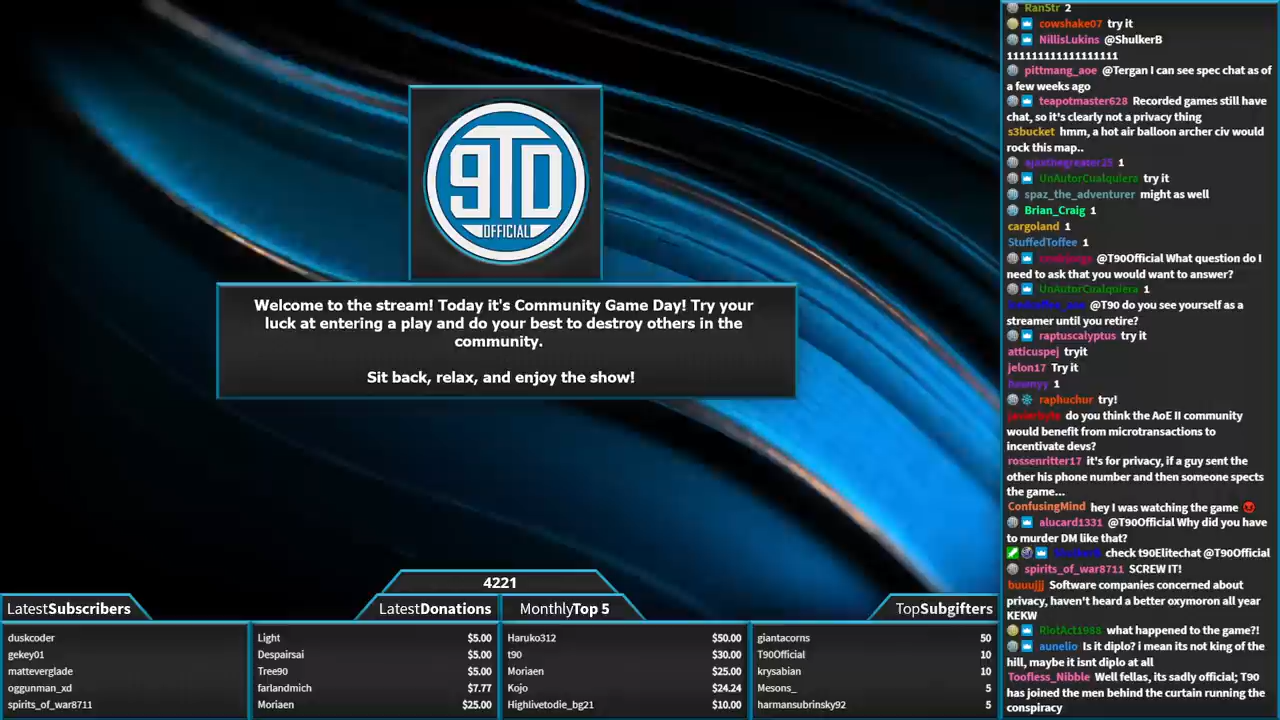 9TD
OFFICIAL
Welcome to the stream! Today it's Community Game Day! Try your
luck at entering a play and do your best to destroy others in the
community.
Sit back, relax, and enjoy the show!
4221
LatestSubscribers
duskcoder
gekey01
matteverglade
oggunman_xd
spirits_of_war8711
LatestDonations
Light $5.00
Despairsai $5.00
Tree90 $5.00
farlandmich $7.77
Moriaen $25.00
MonthlyTop 5
Haruko312 $50.00
t90 $30.00
Moriaen $25.00
Kojo $24.24
Highlivetodie_bg21 $10.00
TopSubgifters
giantacorns 50
T90Official 10
krysabian 10
Mesons_ 5
harmansubrinsky92 5
RanStr 2
cowshake07 try it
NillisLukins @ShulkerB
111111111111111111
pittmang_aoe @Tergan I can see spec chat as of
a few weeks ago
teapotmaster628 Recorded games still have
chat, so it's clearly not a privacy thing
s3bucket hmm, a hot air balloon archer civ would
rock this map..
ajaxthegreater25 1
UnAutorCualquiera try it
spaz_the_adventurer might as well
Brian_Craig 1
cargoland 1
StuffedToffee 1
@T90Official What question do I
need to ask that you would want to answer?
UnAutorCualquiera 1
@T90 do you see yourself as a
streamer until you retire?
raptuscalyptus try it
atticuspej tryit
jelon17 Try it
1
raphuchur try!
do you think the AoE II community
would benefit from microtransactions to
incentivate devs?
rossenritter17 it's for privacy, if a guy sent the
other his phone number and then someone spects
the game...
ConfusingMind hey I was watching the game
alucard1331 @T90Official Why did you have
to murder DM like that?
check t90Elitechat @T90Official
spirits_of_war8711 SCREW IT!
buuujjj Software companies concerned about
privacy, haven't heard a better oxymoron all year
KEKW
RiotAct1988 what happened to the game?!
aunelio Is it diplo? i mean its not king of the
hill, maybe it isnt diplo at all
Toofless_Nibble Well fellas, its sadly official; T90
has joined the men behind the curtain running the
conspiracy